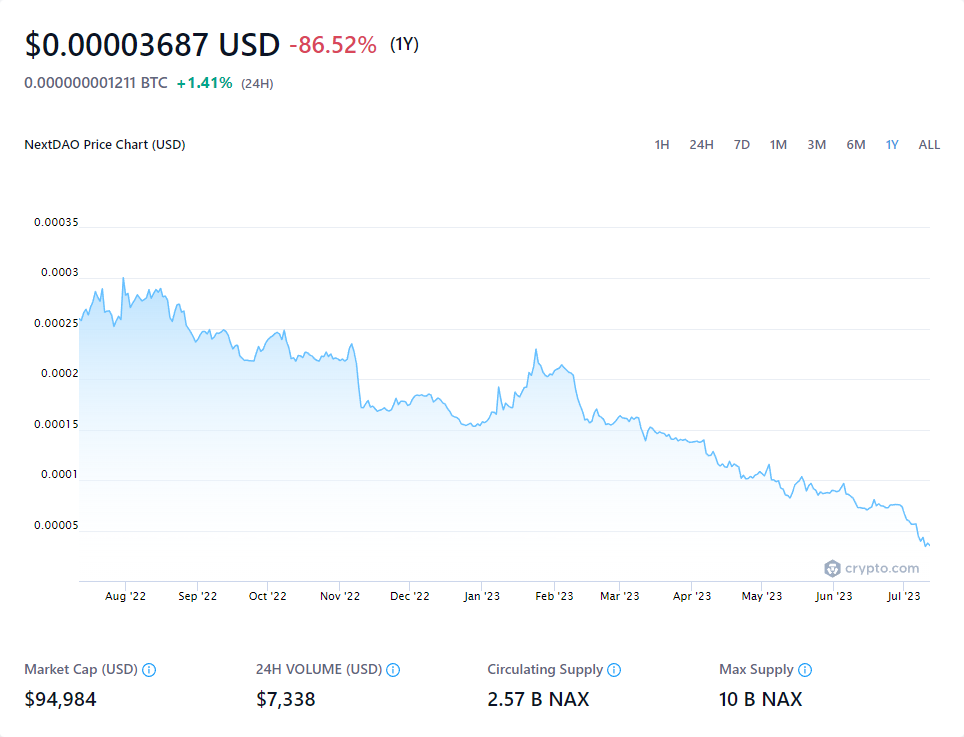 $0.00003687 USD -86.52% (1Y)
0.000000001211 BTC +1.41% (24H)
NextDAO Price Chart (USD) 1H 24H 7D 1M 3M 6M 1Y ALL
0.00035
0.0003
0.00025
0.0002
0.00015
0.0001
0.00005
crypto.com
Aug '22 Sep '22 Oct '22 Nov '22 Dec '22 Jan '23 Feb '23 Mar '23 Apr '23 May '23 Jun '23 Jul '23
Market Cap (USD) 24H VOLUME (USD) Circulating Supply Max Supply
$94,984 $7,338 2.57 B NAX 10 B NAX